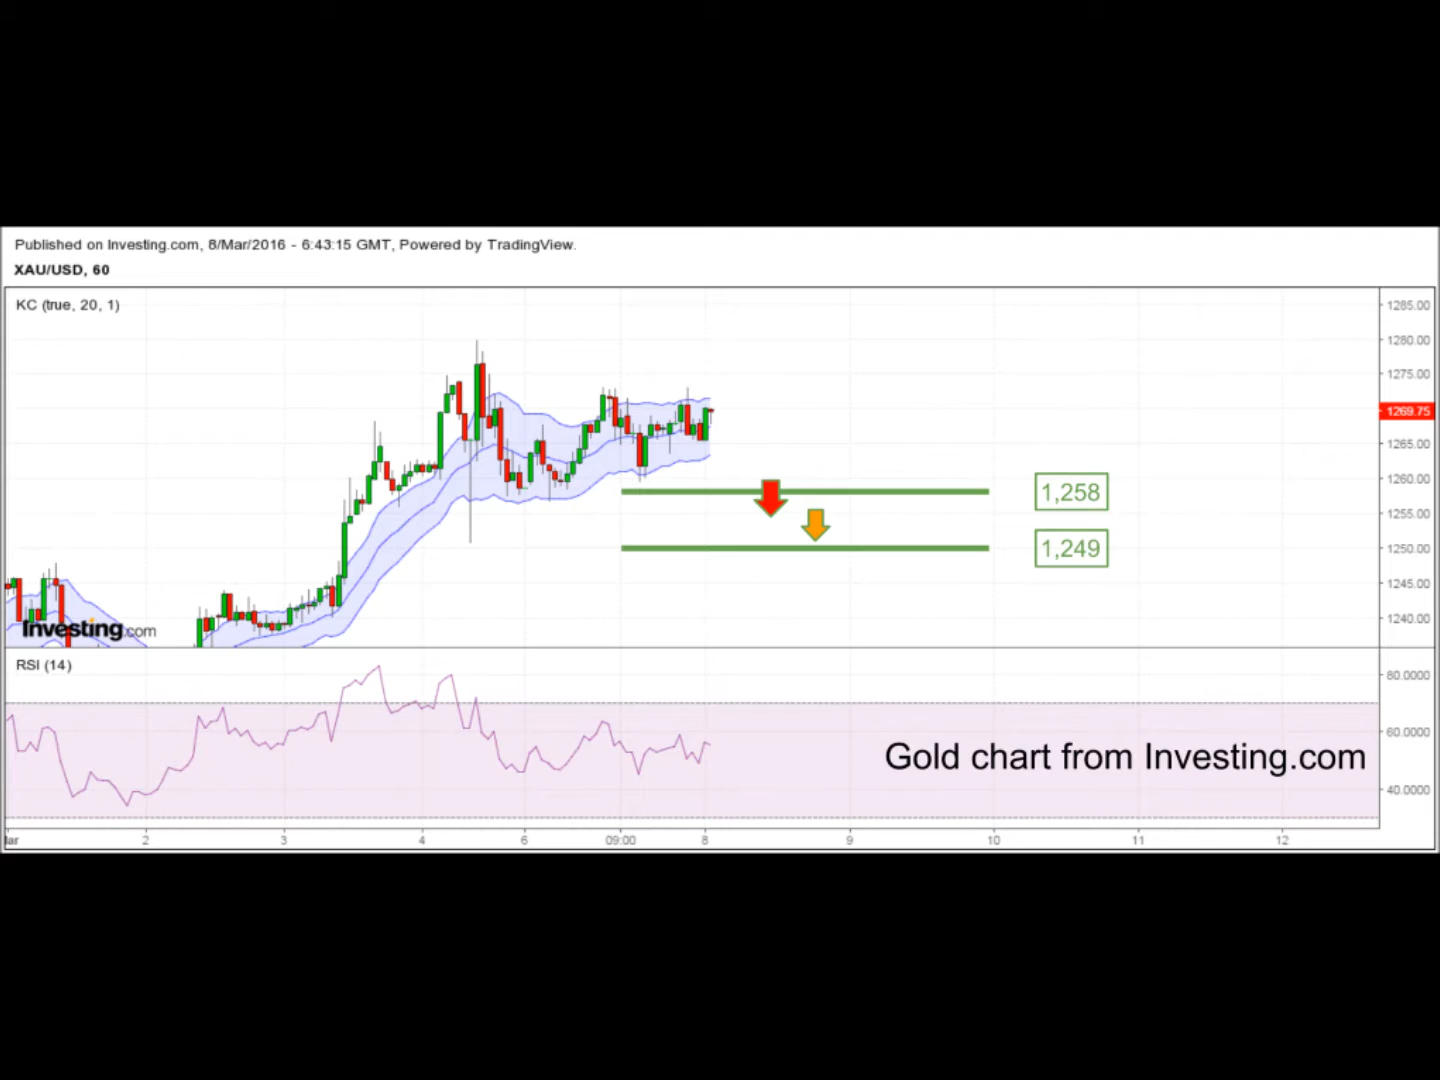 Published on Investing.com, 8/Mar/2016 - 6:43:15 GMT, Powered by TradingView.
XAU/USD, 60
KC (true, 20, 1)
1285.00
1280.00
1275.00
1269.75
1265.00
1260.00
1,258
1255.00
1,249
1250.00
1245.00
1240.00
Investing.com
RSI (14)
80.0000
60.0000
Gold chart from Investing.com
40.0000
2 3 4 6 09:00 8 9 10 11 12